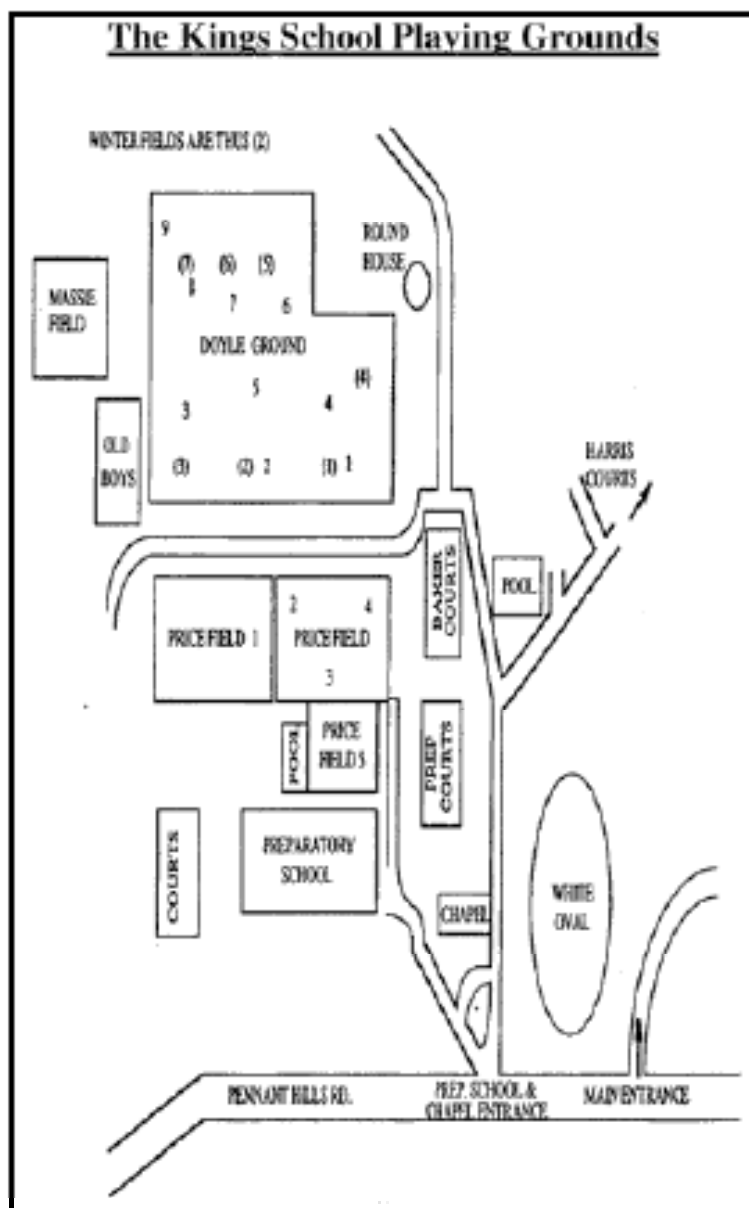 The Kings School Playing Grounds
WINTER FIELDS ARE THUS (2)
ROUND
HOUSE
9
(7) (6) (5)
8
7 6
MASSIE
FIELD
DOYLE GROUND
(4)
5
4
3
OLD
BOYS
(3) (2) 2 (1) 1
HARRIS
COURTS
BAKER
COURTS
POOL
PRICE FIELD 1
2 4
PRICE FIELD
3
POOL
PRICE
FIELD 5
PREP
COURTS
COURTS
PREPARATORY
SCHOOL
CHAPEL
WHITE
OVAL
PENNANT HILLS RD.
PREP. SCHOOL &
CHAPEL ENTRANCE
MAIN ENTRANCE